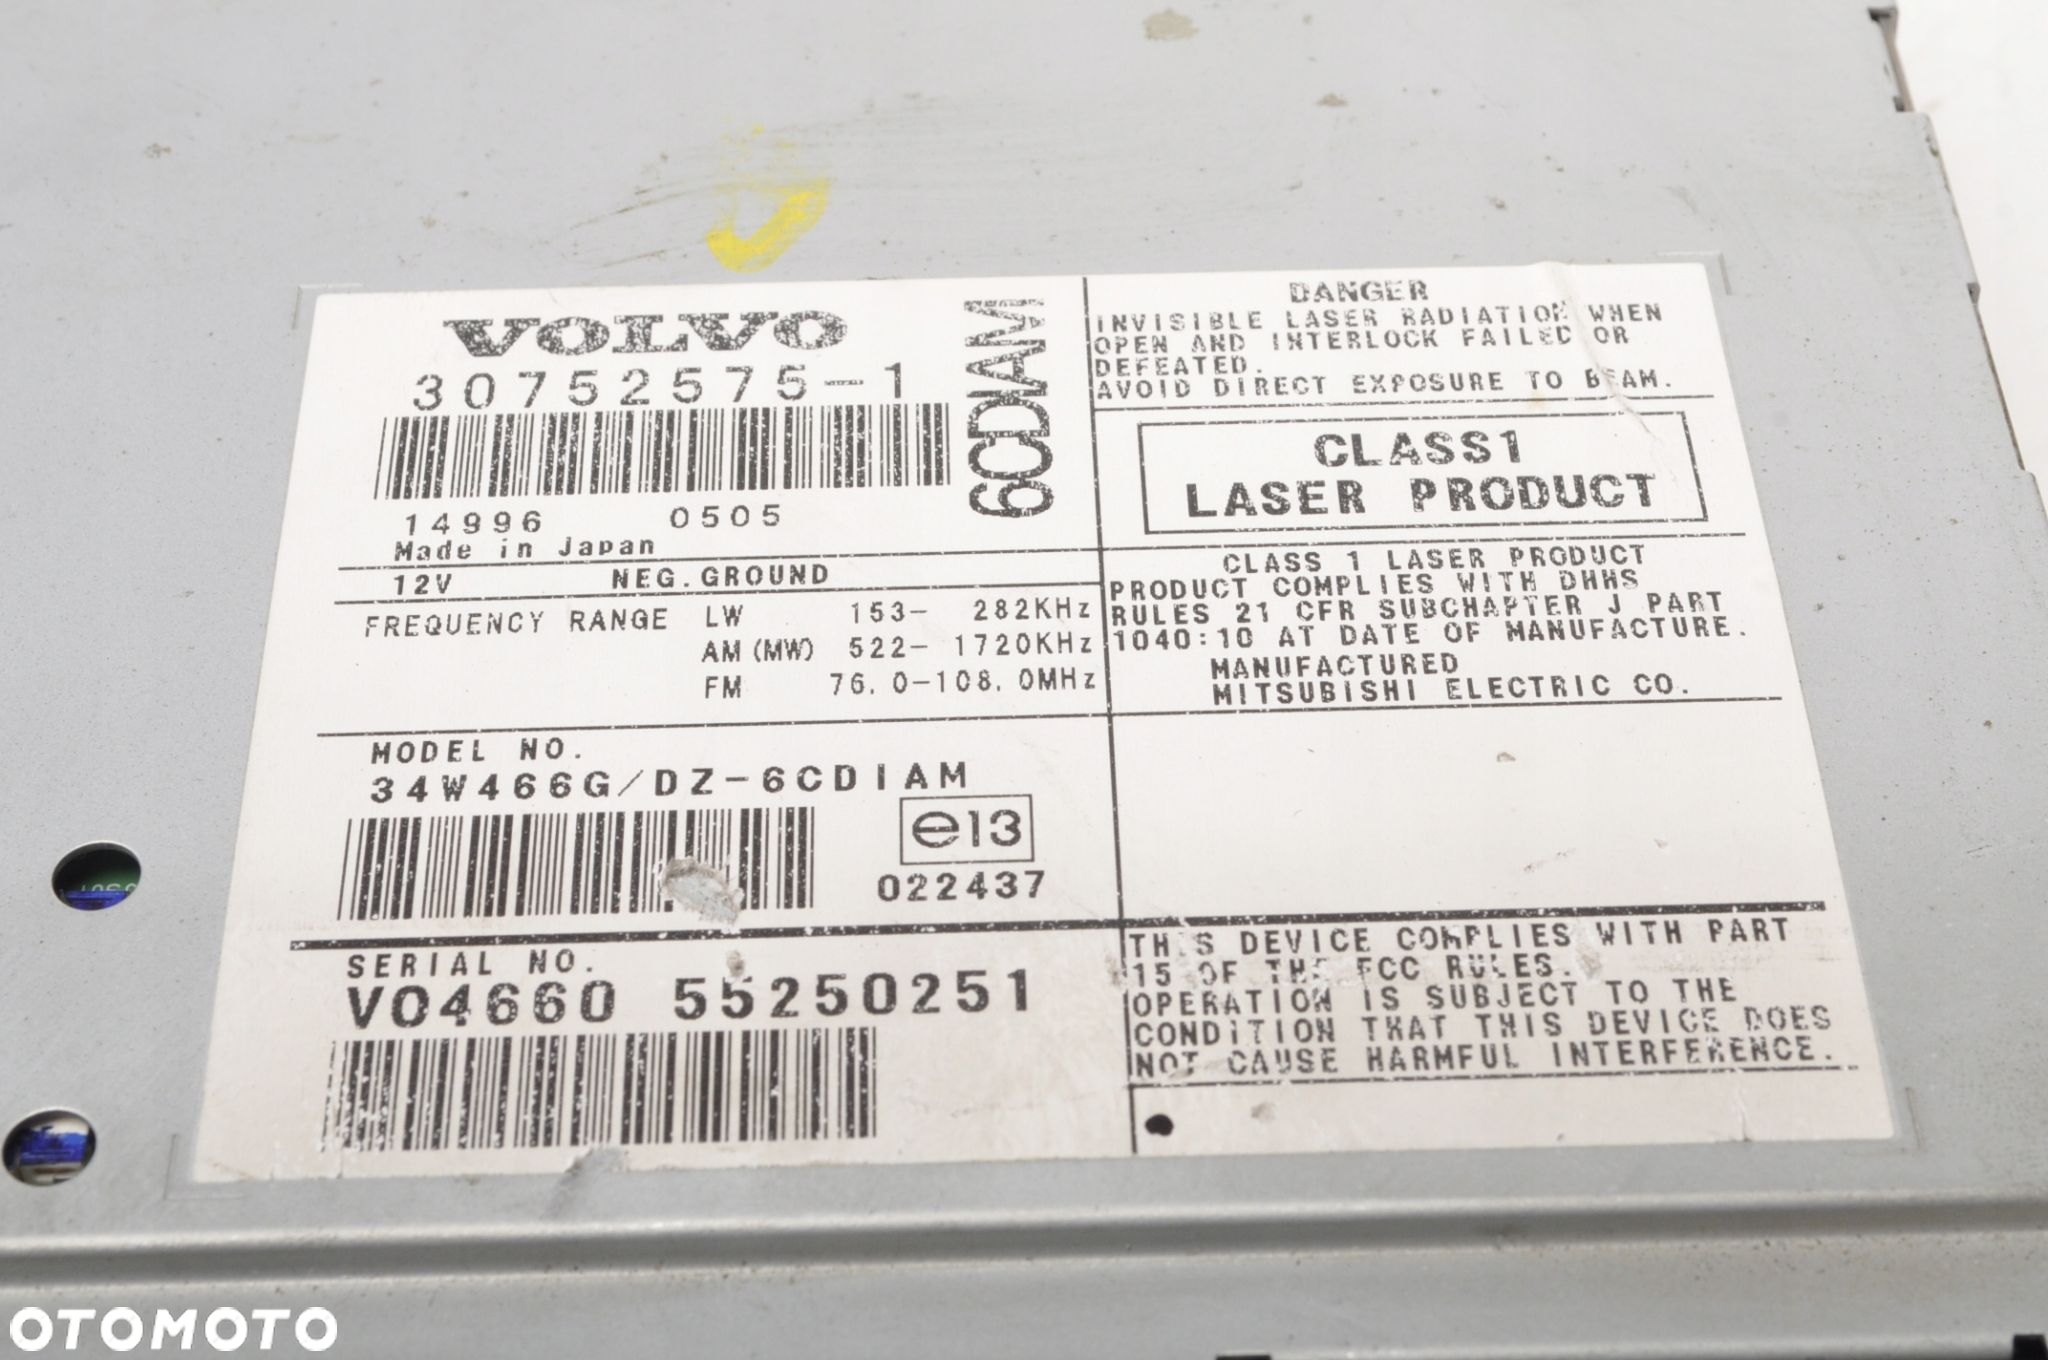 VOLVO
30752575-1
6CDIAM
14996 0505
Made in Japan
12V NEG.GROUND
FREQUENCY RANGE LW 153- 282KHz
AM(MW) 522- 1720KHz
FM 76.0-108.0MHz
MODEL NO.
34W466G/DZ-6CDIAM
e13
022437
SERIAL NO.
VO4660 55250251
DANGER
INVISIBLE LASER RADIATION WHEN
OPEN AND INTERLOCK FAILED OR
DEFEATED.
AVOID DIRECT EXPOSURE TO BEAM.
CLASS1
LASER PRODUCT
CLASS 1 LASER PRODUCT
PRODUCT COMPLIES WITH DHHS
RULES 21 CFR SUBCHAPTER J PART
1040:10 AT DATE OF MANUFACTURE.
MANUFACTURED
MITSUBISHI ELECTRIC CO.
THIS DEVICE COMPLIES WITH PART
15 OF THE FCC RULES.
OPERATION IS SUBJECT TO THE
CONDITION THAT THIS DEVICE DOES
NOT CAUSE HARMFUL INTERFERENCE.
OTOMOTO